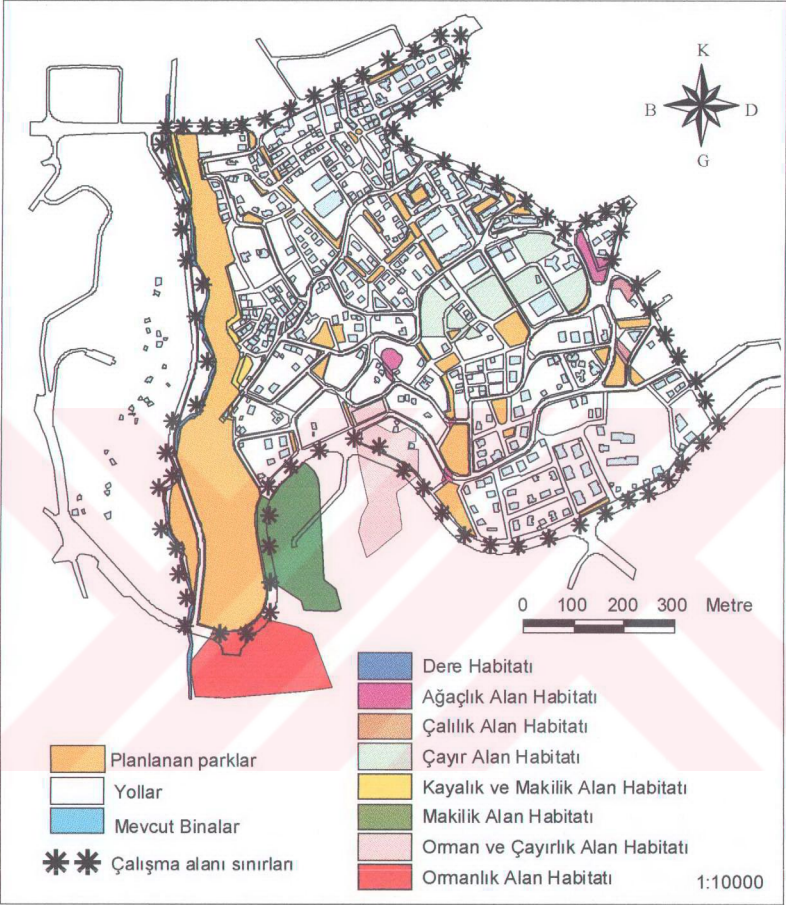 K
B D
G
0 100 200 300 Metre
Dere Habitatı
Ağaçlık Alan Habitatı
Çalılık Alan Habitatı
Çayır Alan Habitatı
Kayalık ve Makilik Alan Habitatı
Makilik Alan Habitatı
Orman ve Çayırlık Alan Habitatı
Ormanlık Alan Habitatı
Planlanan parklar
Yollar
Mevcut Binalar
Çalışma alanı sınırları
1:10000